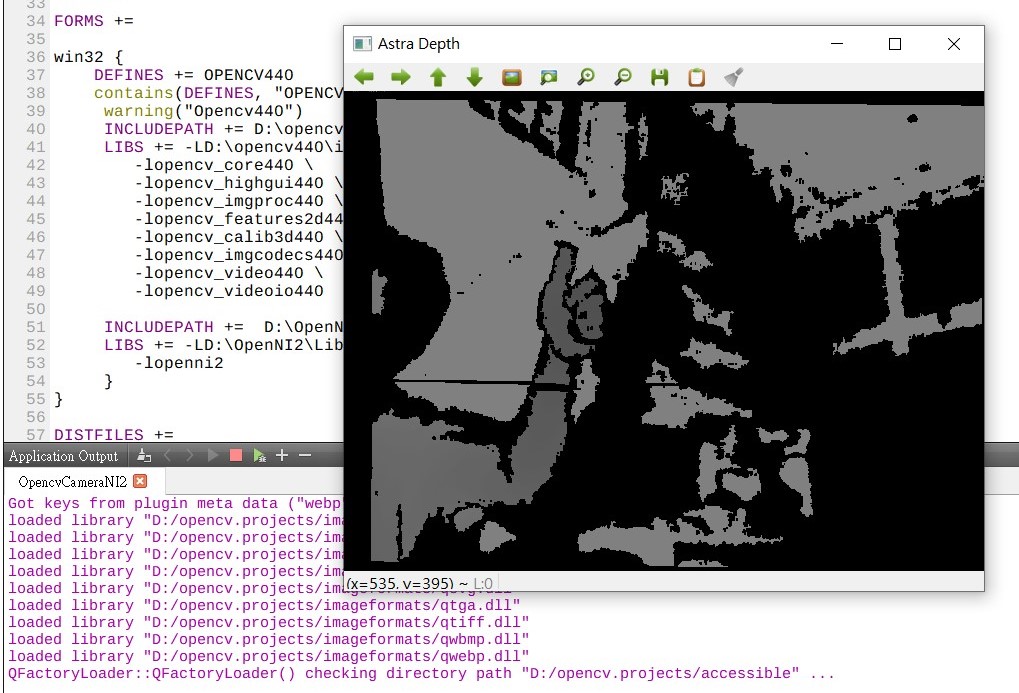 33
34 FORMS +=
35
36 win32 {
37 DEFINES += OPENCV440
38 contains(DEFINES, "OPENCV
39 warning("Opencv440")
40 INCLUDEPATH += D:\opencv
41 LIBS += -LD:\opencv440\i
42 -lopencv_core440 \
43 -lopencv_highgui440 \
44 -lopencv_imgproc440 \
45 -lopencv_features2d44
46 -lopencv_calib3d440 \
47 -lopencv_imgcodecs440
48 -lopencv_video440 \
49 -lopencv_videoio440
50
51 INCLUDEPATH += D:\OpenN
52 LIBS += -LD:\OpenNI2\Lib
53 -lopenni2
54 }
55 }
56
57 DISTFILES +=
Astra Depth
(x=535, y=395) ~ L:0
Application Output
OpencvCameraNI2
Got keys from plugin meta data ("webp"
loaded library "D:/opencv.projects/ima
loaded library "D:/opencv.projects/ima
loaded library "D:/opencv.projects/ima
loaded library "D:/opencv.projects/ima
loaded library "D:/opencv.projects/imageformats/qsvg.dll"
loaded library "D:/opencv.projects/imageformats/qtga.dll"
loaded library "D:/opencv.projects/imageformats/qtiff.dll"
loaded library "D:/opencv.projects/imageformats/qwbmp.dll"
loaded library "D:/opencv.projects/imageformats/qwebp.dll"
QFactoryLoader::QFactoryLoader() checking directory path "D:/opencv.projects/accessible" ...